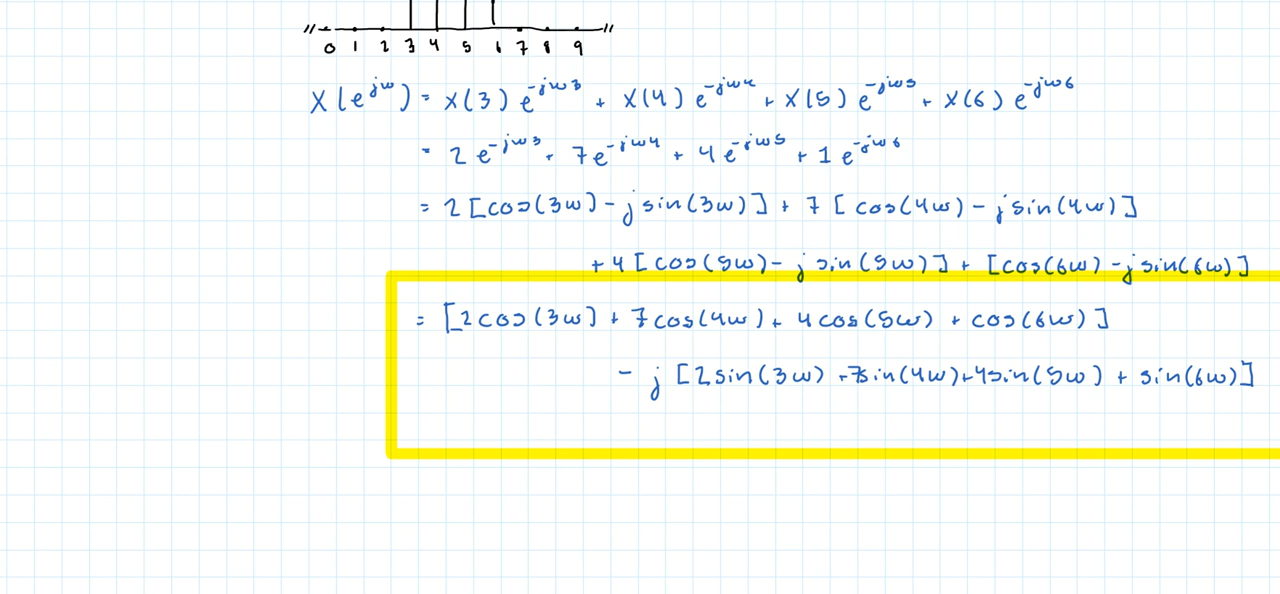 0 1 2 3 4 5 6 7 8 9
X(e^jω) = x(3) e^-jω3 + x(4) e^-jω4 + x(5) e^-jω5 + x(6) e^-jω6
= 2 e^-jω3 + 7e^-jω4 + 4 e^-jω5 + 1 e^-jω6
= 2 [cos(3ω) - j sin(3ω)] + 7 [cos(4ω) - j sin(4ω)]
+ 4 [cos(5ω) - j sin(5ω)] + [cos(6ω) - j sin(6ω)]
= [2cos(3ω) + 7cos(4ω) + 4cos(5ω) + cos(6ω)]
- j [2sin(3ω) + 7sin(4ω) + 4sin(5ω) + sin(6ω)]